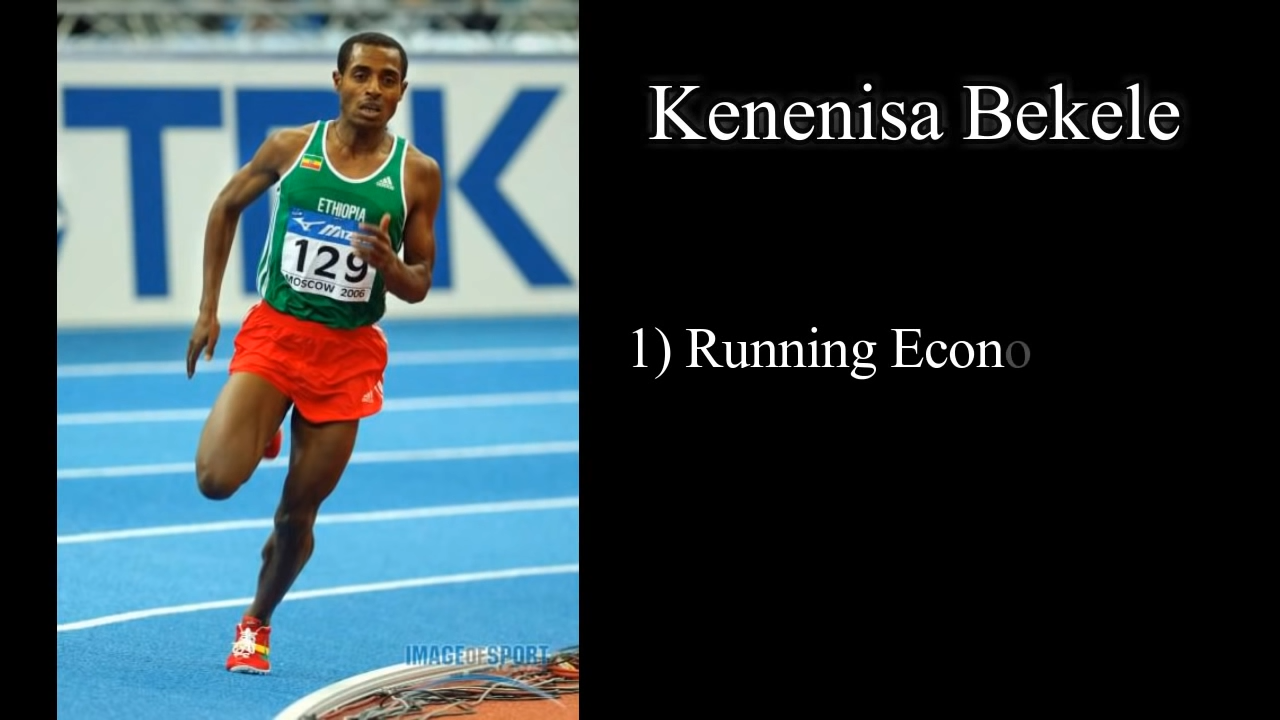 Kenenisa Bekele
1) Running Econo
ETHIOPIA
129
MOSCOW 2006
IMAGEOFSPORT